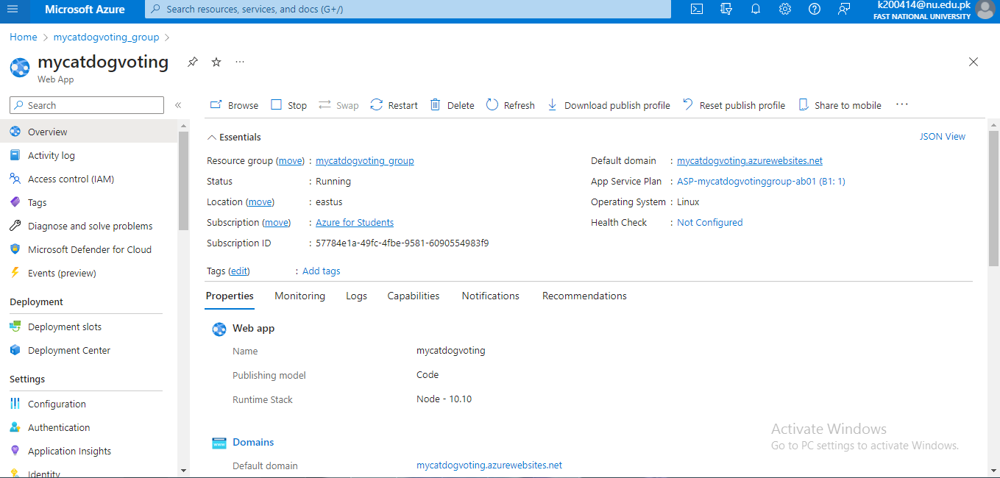 Microsoft Azure
Search resources, services, and docs (G+/)
k200414@nu.edu.pk
FAST NATIONAL UNIVERSITY
Home > mycatdogvoting_group >
mycatdogvoting
Web App
Search
«
Browse Stop Swap Restart Delete Refresh Download publish profile Reset publish profile Share to mobile ...
Overview
Activity log
Access control (IAM)
Tags
Diagnose and solve problems
Microsoft Defender for Cloud
Events (preview)
Deployment
Deployment slots
Deployment Center
Settings
Configuration
Authentication
Application Insights
Identity
Essentials
JSON View
Resource group (move) : mycatdogvoting_group
Status : Running
Location (move) : eastus
Subscription (move) : Azure for Students
Subscription ID : 57784e1a-49fc-4fbe-9581-6090554983f9
Default domain : mycatdogvoting.azurewebsites.net
App Service Plan : ASP-mycatdogvotinggroup-ab01 (B1: 1)
Operating System : Linux
Health Check : Not Configured
Tags (edit) : Add tags
Properties Monitoring Logs Capabilities Notifications Recommendations
Web app
Name mycatdogvoting
Publishing model Code
Runtime Stack Node - 10.10
Domains
Default domain mycatdogvoting.azurewebsites.net
Activate Windows
Go to PC settings to activate Windows.